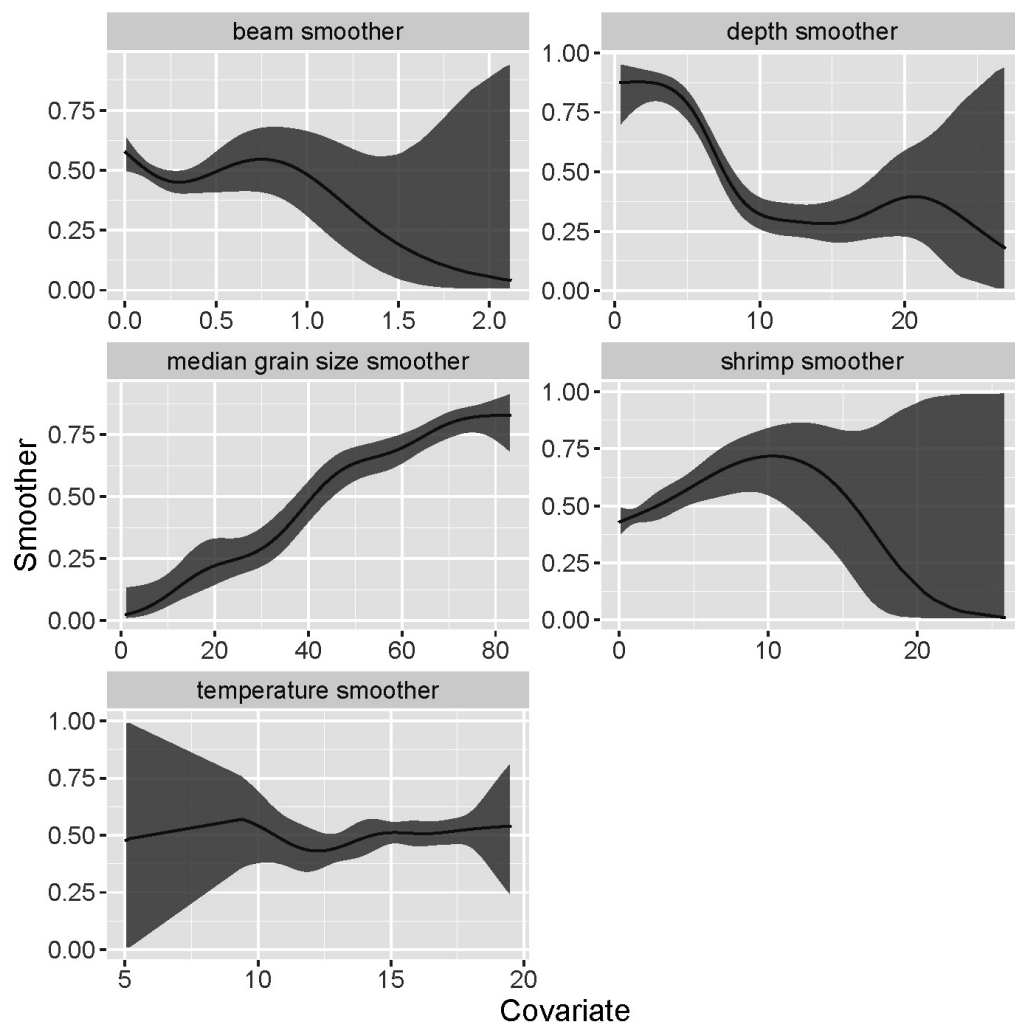 beam smoother
depth smoother
0.75
0.50
0.25
0.00
0.0 0.5 1.0 1.5 2.0
1.00
0.75
0.50
0.25
0.00
0 10 20
median grain size smoother
shrimp smoother
0.75
0.50
0.25
0.00
0 20 40 60 80
1.00
0.75
0.50
0.25
0.00
0 10 20
Smoother
temperature smoother
1.00
0.75
0.50
0.25
0.00
5 10 15 20
Covariate